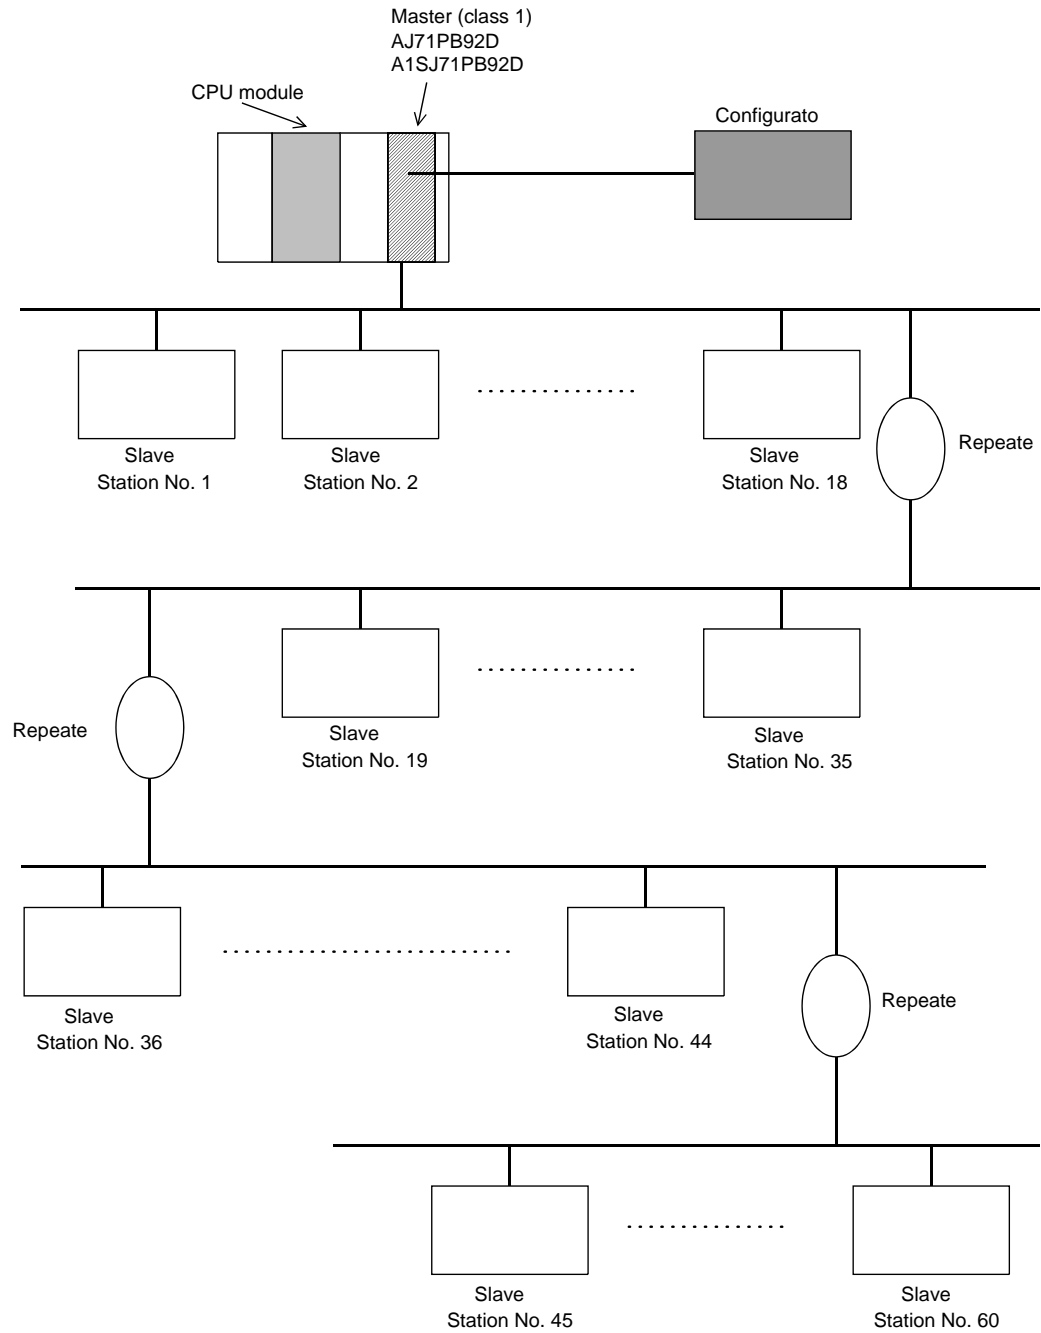 Master (class 1)
AJ71PB92D
A1SJ71PB92D
CPU module
Configurato
Slave
Station No. 1
Slave
Station No. 2
Slave
Station No. 18
Repeate
Repeate
Slave
Station No. 19
Slave
Station No. 35
Slave
Station No. 36
Slave
Station No. 44
Repeate
Slave
Station No. 45
Slave
Station No. 60